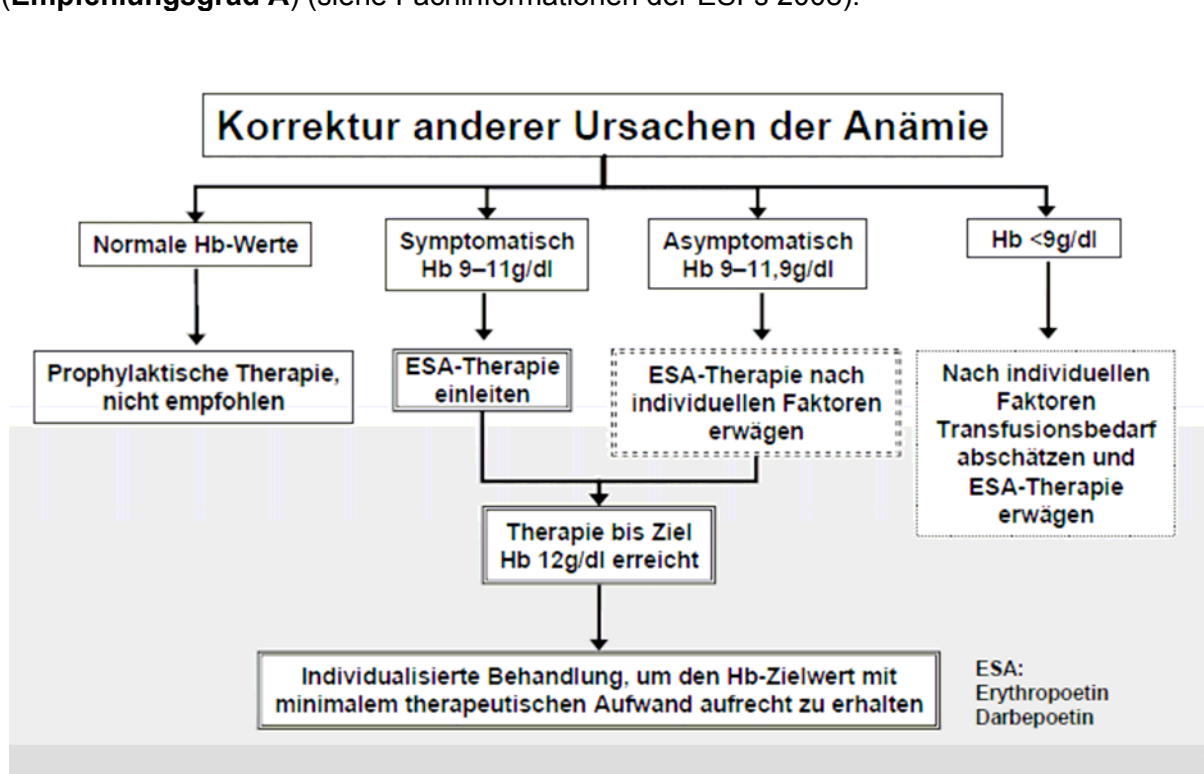 (Empfehlungsgrad A) (siehe Fachinformationen der ESFs 2008).
Korrektur anderer Ursachen der Anämie
Normale Hb-Werte
Symptomatisch
Hb 9–11g/dl
Asymptomatisch
Hb 9–11,9g/dl
Hb <9g/dl
Prophylaktische Therapie,
nicht empfohlen
ESA-Therapie
einleiten
ESA-Therapie nach
individuellen Faktoren
erwägen
Nach individuellen
Faktoren
Transfusionsbedarf
abschätzen und
ESA-Therapie
erwägen
Therapie bis Ziel
Hb 12g/dl erreicht
Individualisierte Behandlung, um den Hb-Zielwert mit
minimalem therapeutischen Aufwand aufrecht zu erhalten
ESA:
Erythropoetin
Darbepoetin